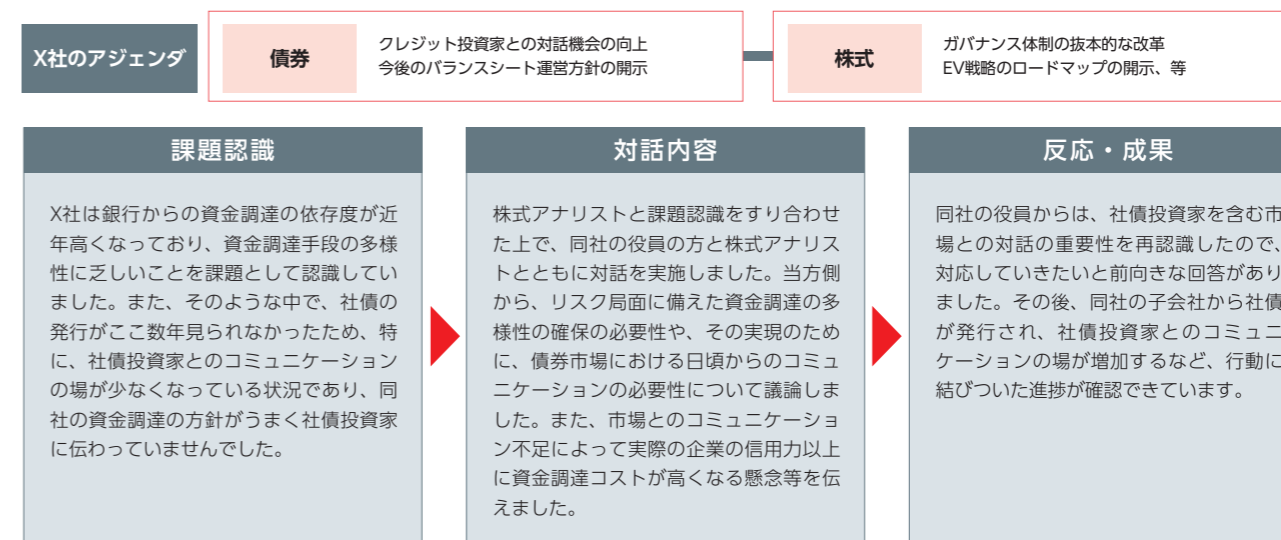 X社のアジェンダ
債券
クレジット投資家との対話機会の向上
今後のバランスシート運営方針の開示
株式
ガバナンス体制の抜本的な改革
EV戦略のロードマップの開示、等
課題認識
X社は銀行からの資金調達の依存度が近
年高くなっており、資金調達手段の多様
性に乏しいことを課題として認識してい
ました。また、そのような中で、社債の
発行がここ数年見られなかったため、特
に、社債投資家とのコミュニケーション
の場が少なくなっている状況であり、同
社の資金調達の方針がうまく社債投資家
に伝わっていませんでした。
対話内容
株式アナリストと課題認識をすり合わせ
た上で、同社の役員の方と株式アナリス
トとともに対話を実施しました。当方側
から、リスク局面に備えた資金調達の多
様性の確保の必要性や、その実現のため
に、債券市場における日頃からのコミュ
ニケーションの必要性について議論しま
した。また、市場とのコミュニケーショ
ン不足によって実際の企業の信用力以上
に資金調達コストが高くなる懸念等を伝
えました。
反応・成果
同社の役員からは、社債投資家を含む市
場との対話の重要性を再認識したので、
対応していきたいと前向きな回答があり
ました。その後、同社の子会社から社債
が発行され、社債投資家とのコミュニ
ケーションの場が増加するなど、行動に
結びついた進捗が確認できています。